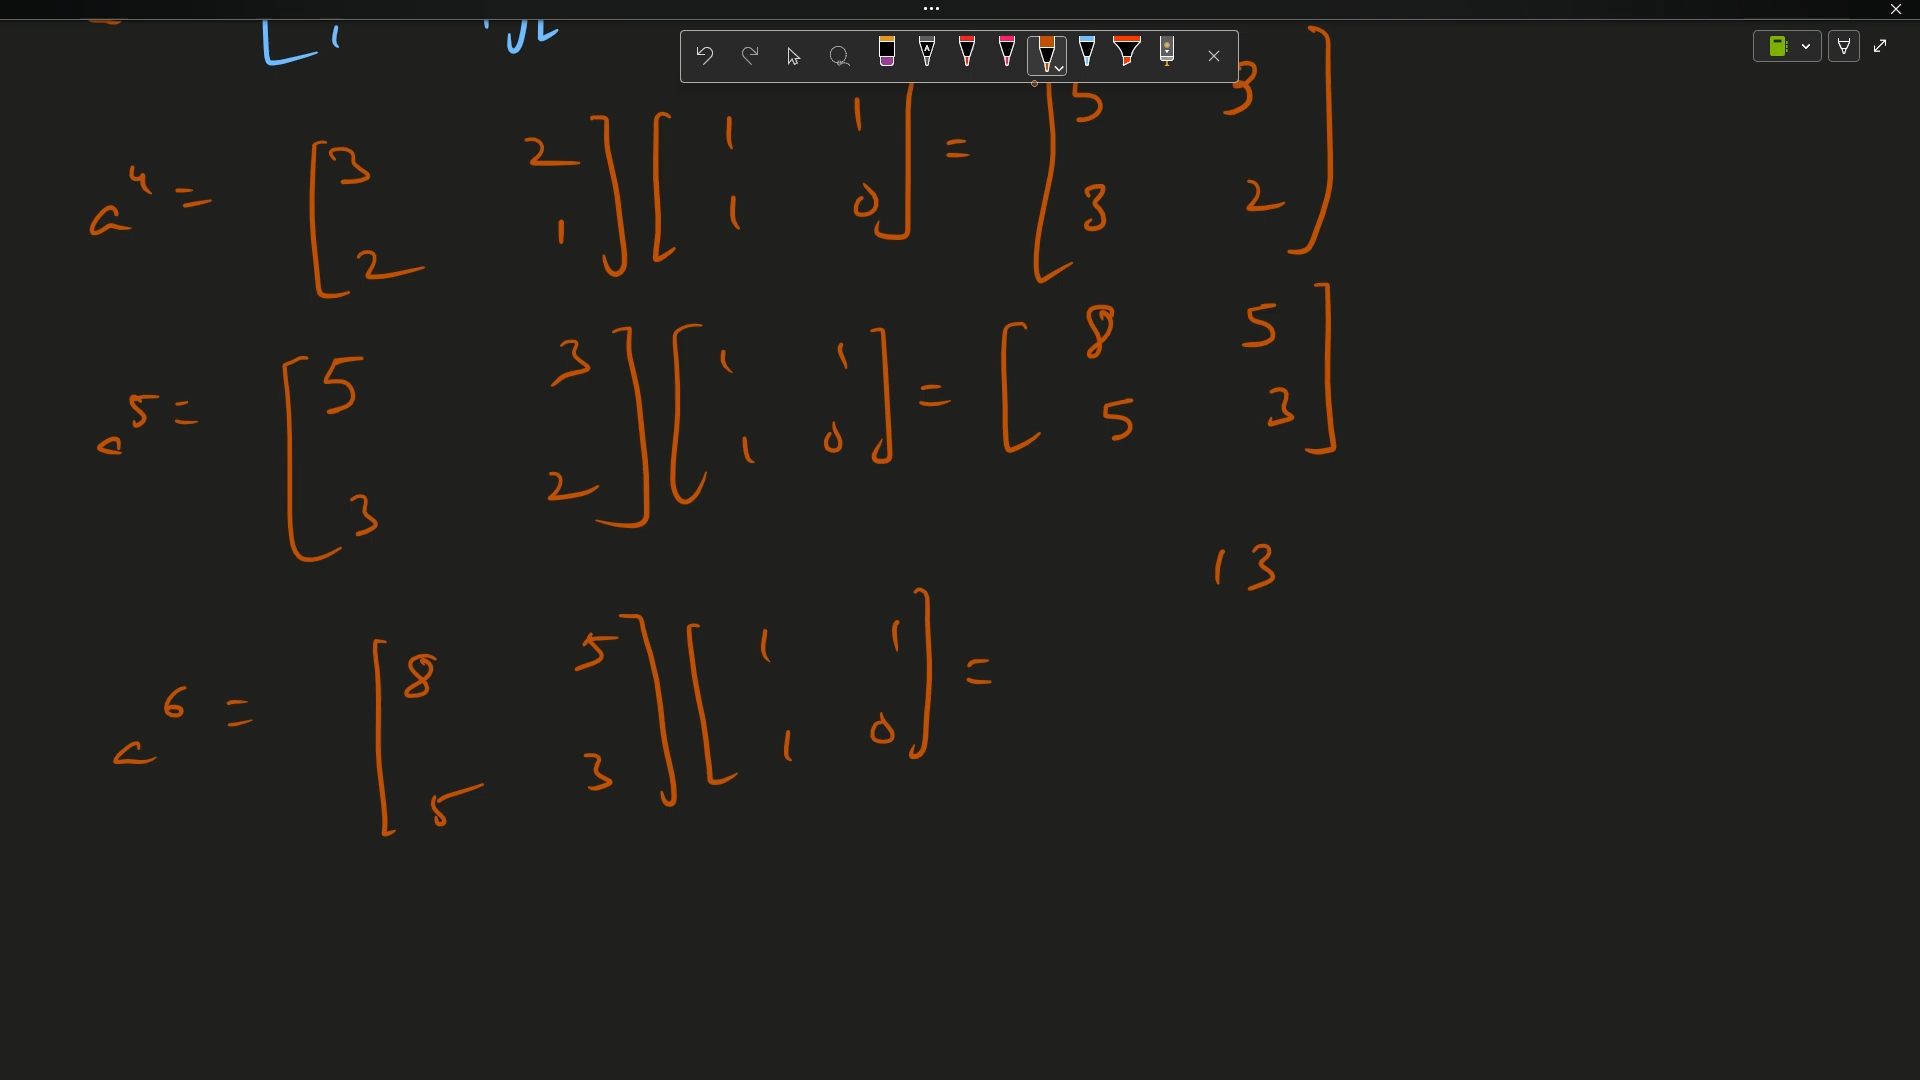 a⁴ = [3 2 2 1] [1 1 1 0] = [5 3 3 2]
a⁵ = [5 3 3 2] [1 1 1 0] = [8 5 5 3]
13
a⁶ = [8 5 5 3] [1 1 1 0] =